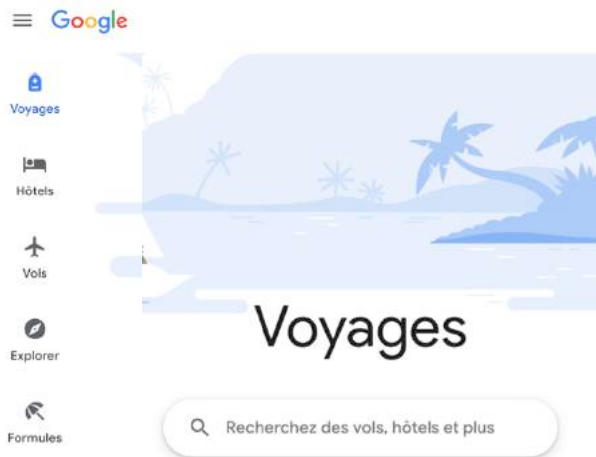 Google
Voyages
Hôtels
Vols
Explorer
Formules
Voyages
Recherchez des vols, hôtels et plus